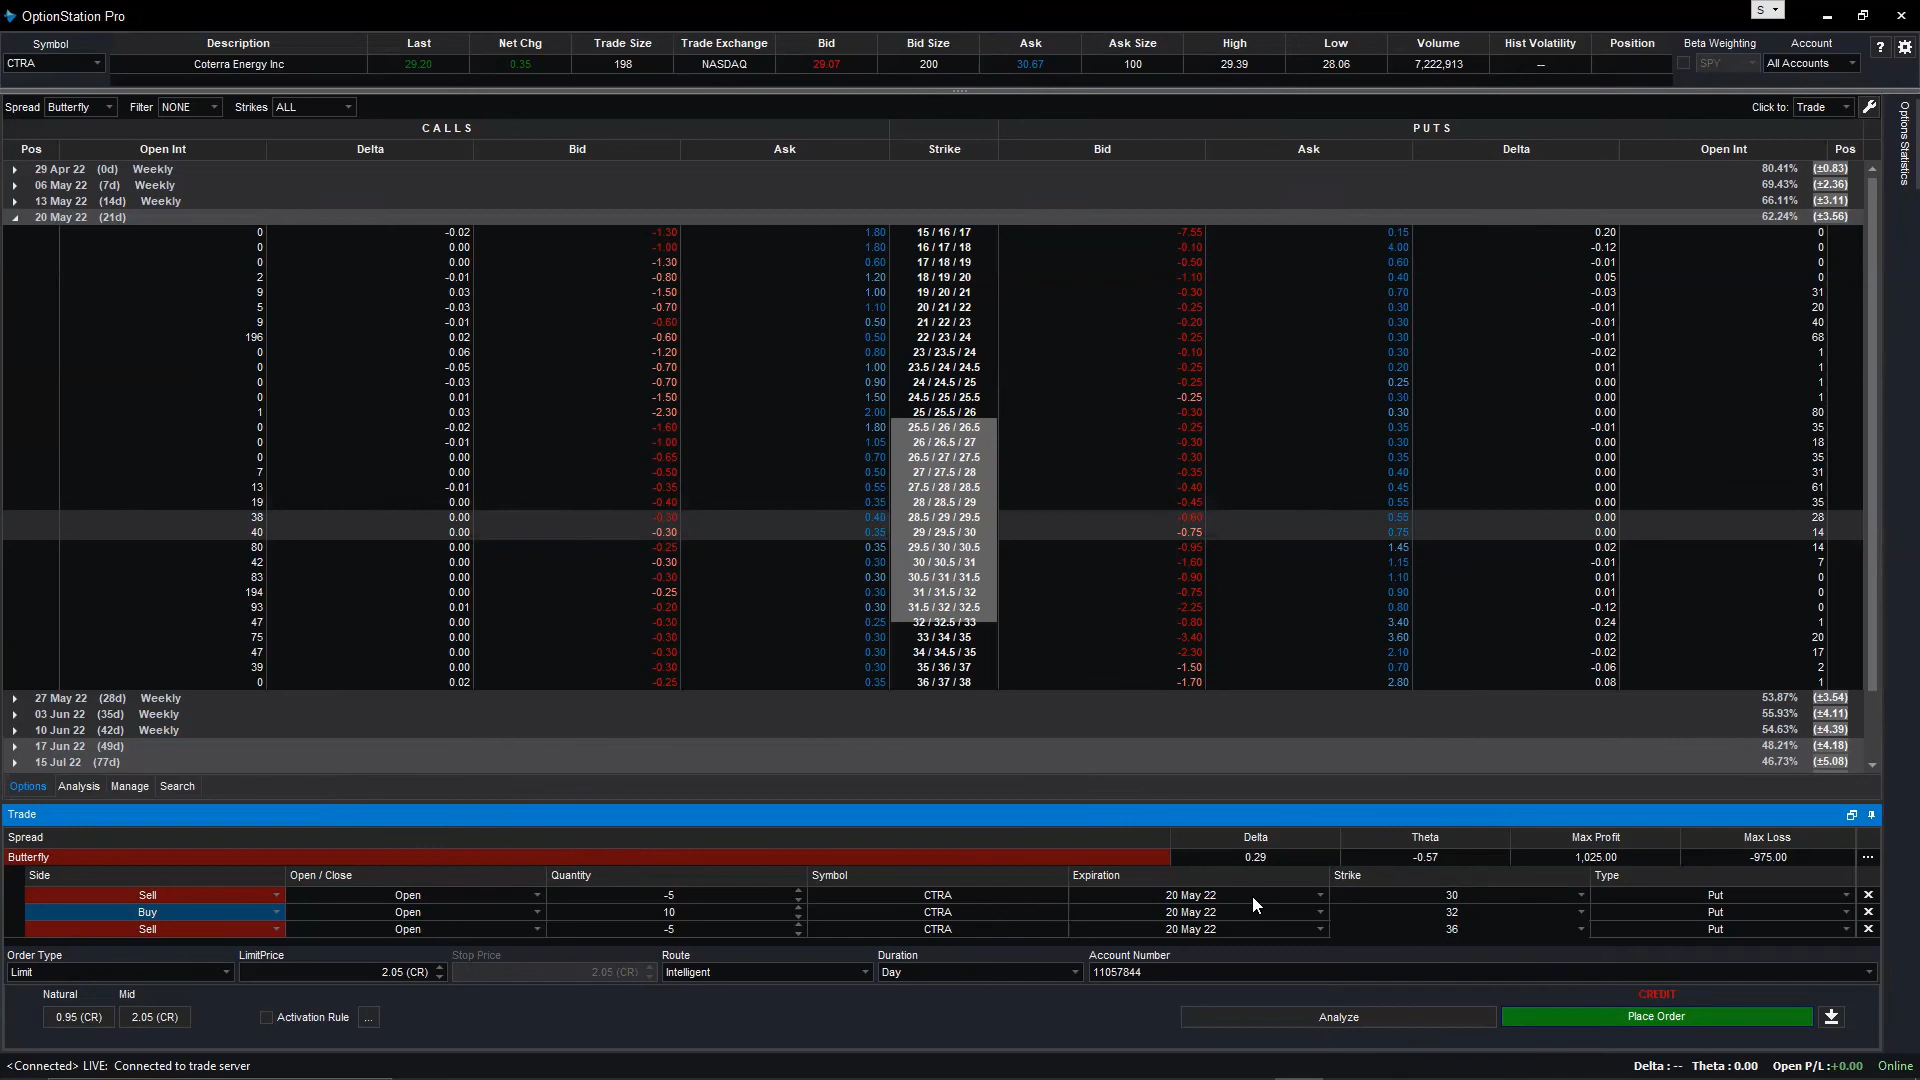 OptionStation Pro
S
Symbol Description Last Net Chg Trade Size Trade Exchange Bid Bid Size Ask Ask Size High Low Volume Hist Volatility Position Beta Weighting Account ?
CTRA Coterra Energy Inc 29.20 0.35 198 NASDAQ 29.07 200 30.67 100 29.39 28.06 7,222,913 -- SPY All Accounts
Spread Butterfly Filter NONE Strikes ALL Click to: Trade
Options Statistics
CALLS PUTS
Pos Open Int Delta Bid Ask Strike Bid Ask Delta Open Int Pos
29 Apr 22 (0d) Weekly 80.41% (±0.83)
06 May 22 (7d) Weekly 69.43% (±2.36)
13 May 22 (14d) Weekly 66.11% (±3.11)
20 May 22 (21d) 62.24% (±3.56)
0 -0.02 -1.30 1.80 15 / 16 / 17 -7.55 0.15 0.20 0
0 0.00 -1.00 1.80 16 / 17 / 18 -0.10 4.00 -0.12 0
0 0.00 -1.30 0.60 17 / 18 / 19 -0.50 0.60 -0.01 0
2 -0.01 -0.80 1.20 18 / 19 / 20 -1.10 0.40 0.05 0
9 0.03 -1.50 1.00 19 / 20 / 21 -0.30 0.70 -0.03 31
5 -0.03 -0.70 1.10 20 / 21 / 22 -0.25 0.30 -0.01 20
9 -0.01 -0.60 0.50 21 / 22 / 23 -0.20 0.30 -0.01 40
196 0.02 -0.60 0.50 22 / 23 / 24 -0.25 0.30 -0.01 68
0 0.06 -1.20 0.80 23 / 23.5 / 24 -0.10 0.30 -0.02 1
0 -0.05 -0.70 1.00 23.5 / 24 / 24.5 -0.25 0.20 0.01 1
0 -0.03 -0.70 0.90 24 / 24.5 / 25 -0.25 0.25 0.00 1
0 0.01 -1.50 1.50 24.5 / 25 / 25.5 -0.25 0.30 0.00 1
1 0.03 -2.30 2.00 25 / 25.5 / 26 -0.30 0.30 0.00 80
0 -0.02 -1.60 1.80 25.5 / 26 / 26.5 -0.25 0.35 -0.01 35
0 -0.01 -1.00 1.05 26 / 26.5 / 27 -0.30 0.30 0.00 18
0 0.00 -0.65 0.70 26.5 / 27 / 27.5 -0.30 0.35 0.00 35
7 0.00 -0.50 0.50 27 / 27.5 / 28 -0.35 0.40 0.00 31
13 -0.01 -0.35 0.55 27.5 / 28 / 28.5 -0.40 0.45 0.00 61
19 0.00 -0.40 0.35 28 / 28.5 / 29 -0.45 0.55 0.00 35
38 0.00 -0.30 0.40 28.5 / 29 / 29.5 -0.60 0.55 0.00 28
40 0.00 -0.30 0.35 29 / 29.5 / 30 -0.75 0.75 0.00 14
80 0.00 -0.25 0.35 29.5 / 30 / 30.5 -0.95 1.45 0.02 14
42 0.00 -0.30 0.30 30 / 30.5 / 31 -1.60 1.15 -0.01 7
83 0.00 -0.30 0.30 30.5 / 31 / 31.5 -0.90 1.10 0.01 0
194 0.00 -0.25 0.30 31 / 31.5 / 32 -0.75 0.90 0.01 0
93 0.01 -0.20 0.30 31.5 / 32 / 32.5 -2.25 0.80 -0.12 0
47 0.00 -0.30 0.25 32 / 32.5 / 33 -0.80 3.40 0.24 1
75 0.00 -0.30 0.30 33 / 34 / 35 -3.40 3.60 0.02 20
47 0.00 -0.30 0.30 34 / 34.5 / 35 -2.30 2.10 -0.02 17
39 0.00 -0.30 0.30 35 / 36 / 37 -1.50 0.70 -0.06 2
0 0.02 -0.25 0.35 36 / 37 / 38 -1.70 2.80 0.08 1
27 May 22 (28d) Weekly 53.87% (±3.54)
03 Jun 22 (35d) Weekly 55.93% (±4.11)
10 Jun 22 (42d) Weekly 54.63% (±4.39)
17 Jun 22 (49d) 48.21% (±4.18)
15 Jul 22 (77d) 46.73% (±5.08)
Options Analysis Manage Search
Trade
Spread Delta Theta Max Profit Max Loss
Butterfly 0.29 -0.57 1,025.00 -975.00 ...
Side Open / Close Quantity Symbol Expiration Strike Type
Sell Open -5 CTRA 20 May 22 30 Put
Buy Open 10 CTRA 20 May 22 32 Put
Sell Open -5 CTRA 20 May 22 36 Put
Order Type LimitPrice Stop Price Route Duration Account Number
Limit 2.05 (CR) 2.05 (CR) Intelligent Day 11057844
Natural Mid CREDIT
0.95 (CR) 2.05 (CR) Activation Rule ... Analyze Place Order
<Connected> LIVE: Connected to trade server Delta : -- Theta : 0.00 Open P/L :+0.00 Online